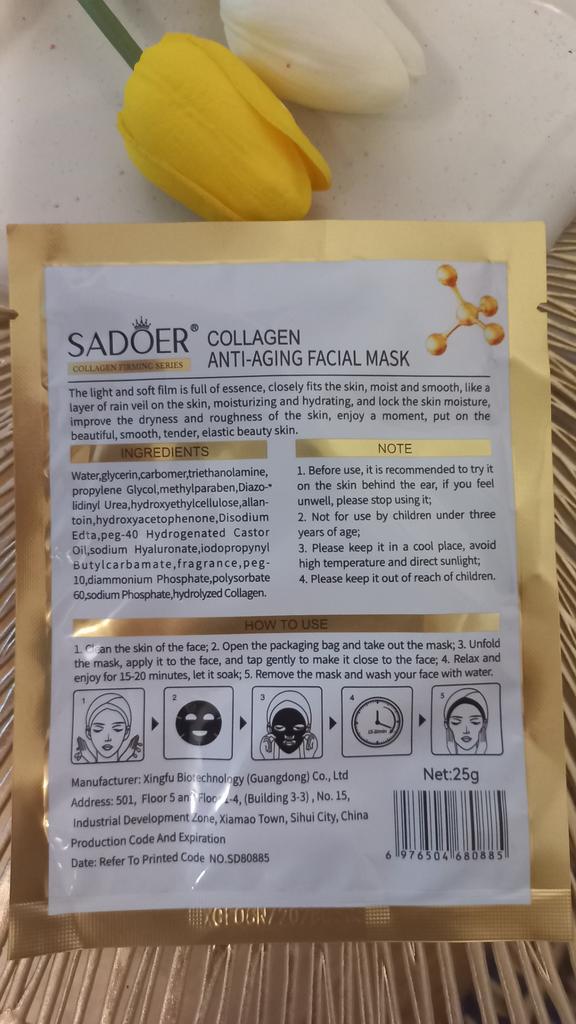 SADOER®
COLLAGEN FIRMING SERIES
COLLAGEN
ANTI-AGING FACIAL MASK
The light and soft film is full of essence, closely fits the skin, moist and smooth, like a
layer of rain veil on the skin, moisturizing and hydrating, and lock the skin moisture,
improve the dryness and roughness of the skin, enjoy a moment, put on the
beautiful, smooth, tender, elastic beauty skin.
INGREDIENTS
Water,glycerin,carbomer,triethanolamine,
propylene Glycol,methylparaben,Diazo-
lidinyl Urea,hydroxyethylcellulose,allan-
toin,hydroxyacetophenone,Disodium
Edta,peg-40 Hydrogenated Castor
Oil,sodium Hyaluronate,iodopropynyl
Butylcarbamate,fragrance,peg-
10,diammonium Phosphate,polysorbate
60,sodium Phosphate,hydrolyzed Collagen.
NOTE
1. Before use, it is recommended to try it
on the skin behind the ear, if you feel
unwell, please stop using it;
2. Not for use by children under three
years of age;
3. Please keep it in a cool place, avoid
high temperature and direct sunlight;
4. Please keep it out of reach of children.
HOW TO USE
1. Clean the skin of the face; 2. Open the packaging bag and take out the mask; 3. Unfold
the mask, apply it to the face, and tap gently to make it close to the face; 4. Relax and
enjoy for 15-20 minutes, let it soak; 5. Remove the mask and wash your face with water.
1 2 3 4 5
Manufacturer: Xingfu Biotechnology (Guangdong) Co., Ltd
Address: 501, Floor 5 and Floor 1-4, (Building 3-3) , No. 15,
Industrial Development Zone, Xiamao Town, Sihui City, China
Production Code And Expiration
Date: Refer To Printed Code NO.SD80885
Net:25g
6 976504 680885